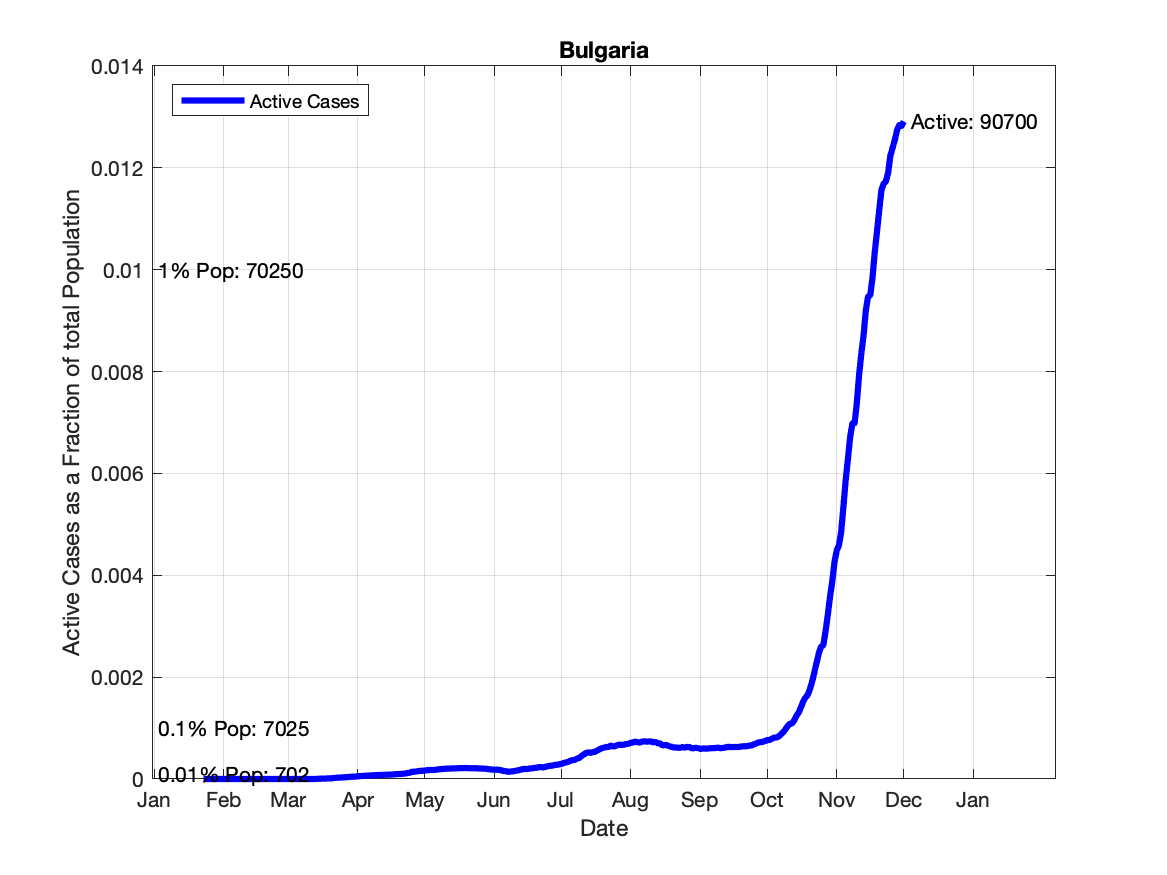 Bulgaria
Active Cases
Active: 90700
0.014
0.012
0.01
0.008
0.006
0.004
0.002
0
1% Pop: 70250
0.1% Pop: 7025
0.01% Pop: 702
Active Cases as a Fraction of total Population
Jan Feb Mar Apr May Jun Jul Aug Sep Oct Nov Dec Jan
Date